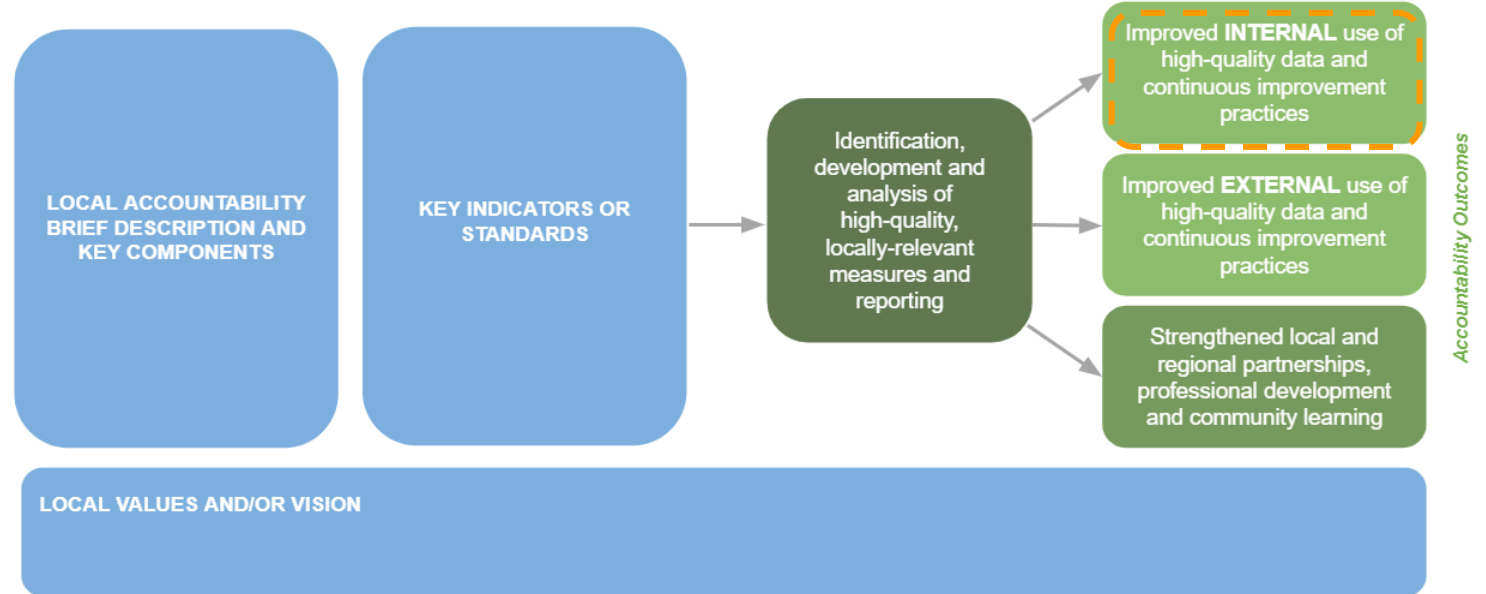 LOCAL ACCOUNTABILITY
BRIEF DESCRIPTION AND
KEY COMPONENTS
KEY INDICATORS OR
STANDARDS
Identification,
development and
analysis of
high-quality,
locally-relevant
measures and
reporting
Improved INTERNAL use of
high-quality data and
continuous improvement
practices
Improved EXTERNAL use of
high-quality data and
continuous improvement
practices
Strengthened local and
regional partnerships,
professional development
and community learning
Accountability Outcomes
LOCAL VALUES AND/OR VISION